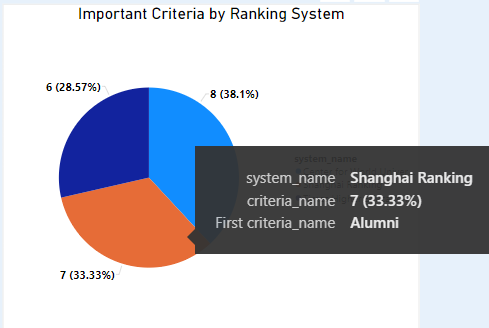 Important Criteria by Ranking System
6 (28.57%)
8 (38.1%)
system_name
system_name Shanghai Ranking
criteria_name 7 (33.33%)
First criteria_name Alumni
7 (33.33%)